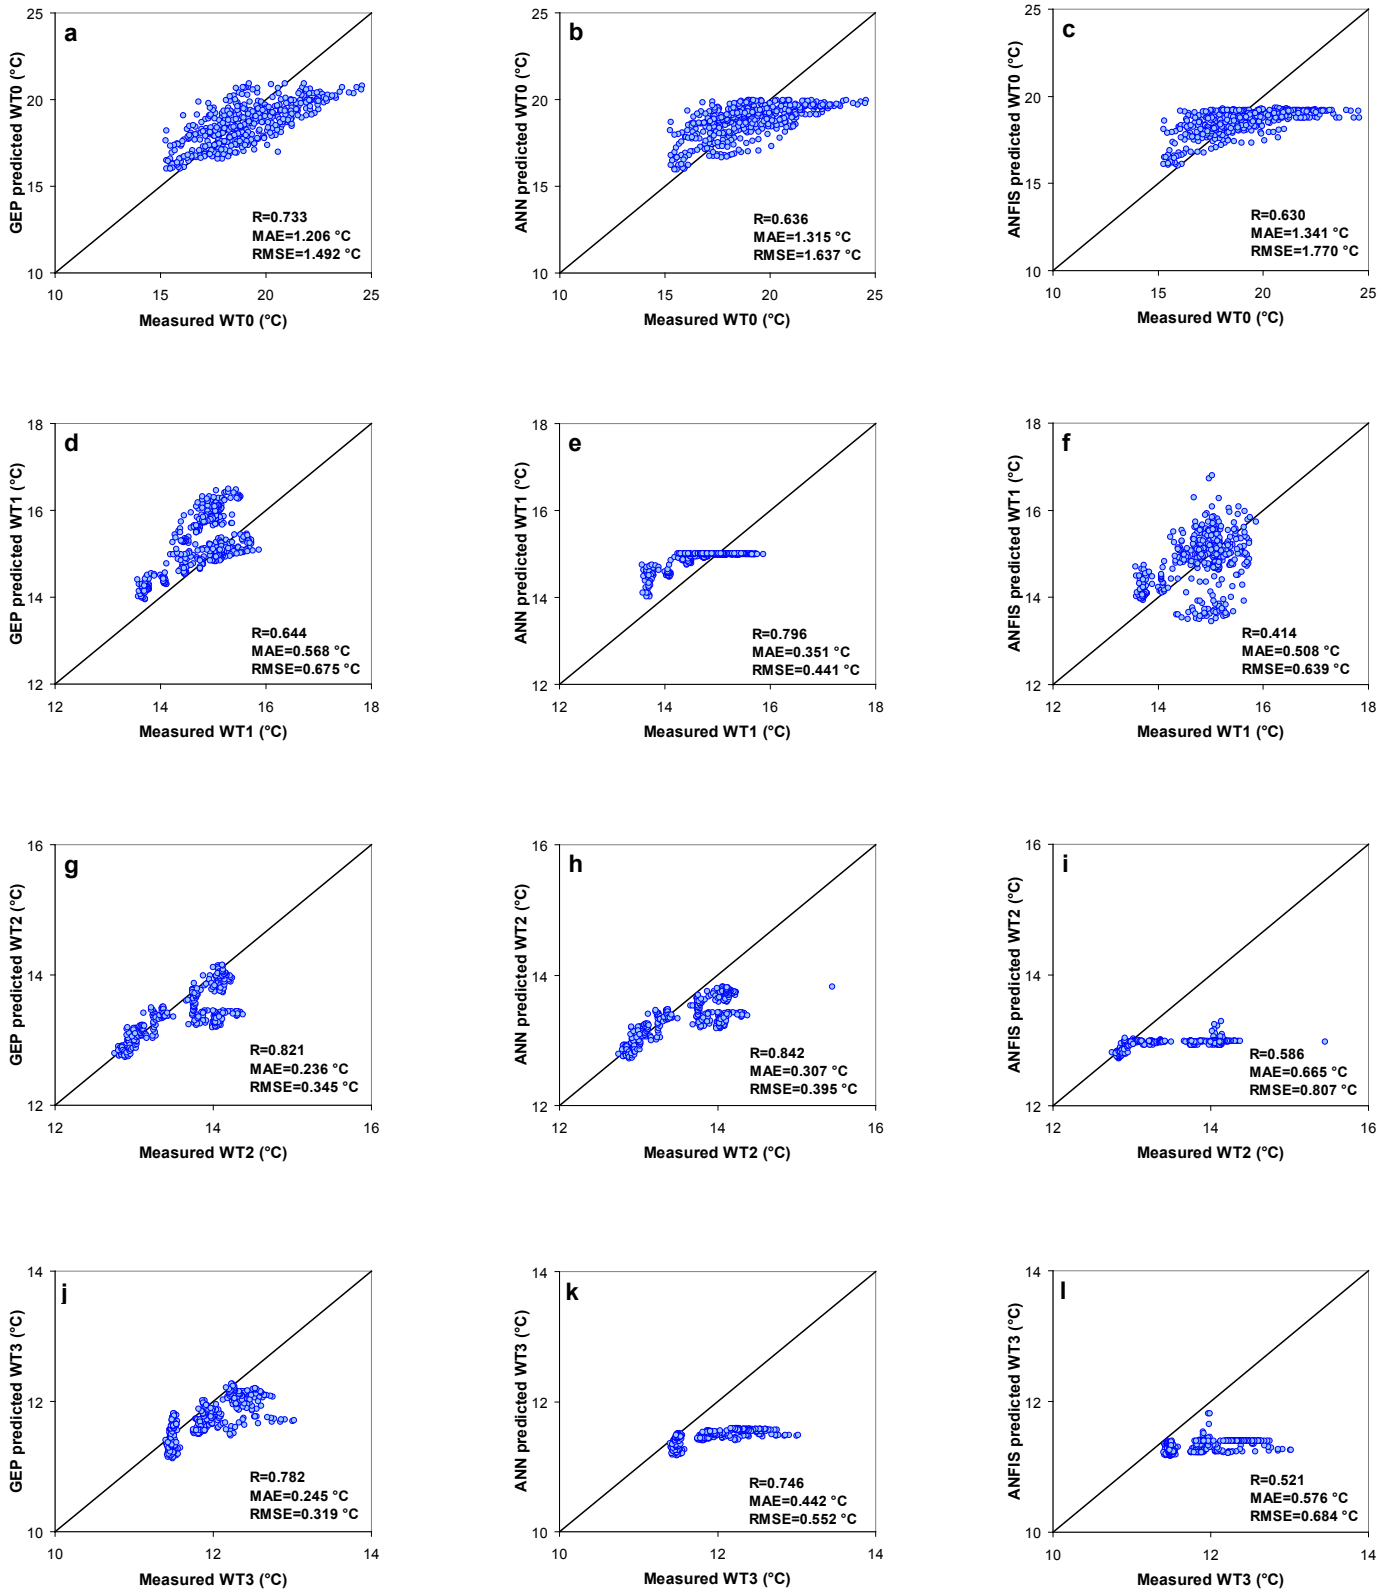 a
GEP predicted WT0 (°C)
25
20
15
10
R=0.733
MAE=1.206 °C
RMSE=1.492 °C
10 15 20 25
Measured WT0 (°C)
b
ANN predicted WT0 (°C)
25
20
15
10
R=0.636
MAE=1.315 °C
RMSE=1.637 °C
10 15 20 25
Measured WT0 (°C)
c
ANFIS predicted WT0 (°C)
25
20
15
10
R=0.630
MAE=1.341 °C
RMSE=1.770 °C
10 15 20 25
Measured WT0 (°C)
d
GEP predicted WT1 (°C)
18
16
14
12
R=0.644
MAE=0.568 °C
RMSE=0.675 °C
12 14 16 18
Measured WT1 (°C)
e
ANN predicted WT1 (°C)
18
16
14
12
R=0.796
MAE=0.351 °C
RMSE=0.441 °C
12 14 16 18
Measured WT1 (°C)
f
ANFIS predicted WT1 (°C)
18
16
14
12
R=0.414
MAE=0.508 °C
RMSE=0.639 °C
12 14 16 18
Measured WT1 (°C)
g
GEP predicted WT2 (°C)
16
14
12
R=0.821
MAE=0.236 °C
RMSE=0.345 °C
12 14 16
Measured WT2 (°C)
h
ANN predicted WT2 (°C)
16
14
12
R=0.842
MAE=0.307 °C
RMSE=0.395 °C
12 14 16
Measured WT2 (°C)
i
ANFIS predicted WT2 (°C)
16
14
12
R=0.586
MAE=0.665 °C
RMSE=0.807 °C
12 14 16
Measured WT2 (°C)
j
GEP predicted WT3 (°C)
14
12
10
R=0.782
MAE=0.245 °C
RMSE=0.319 °C
10 12 14
Measured WT3 (°C)
k
ANN predicted WT3 (°C)
14
12
10
R=0.746
MAE=0.442 °C
RMSE=0.552 °C
10 12 14
Measured WT3 (°C)
l
ANFIS predicted WT3 (°C)
14
12
10
R=0.521
MAE=0.576 °C
RMSE=0.684 °C
10 12 14
Measured WT3 (°C)